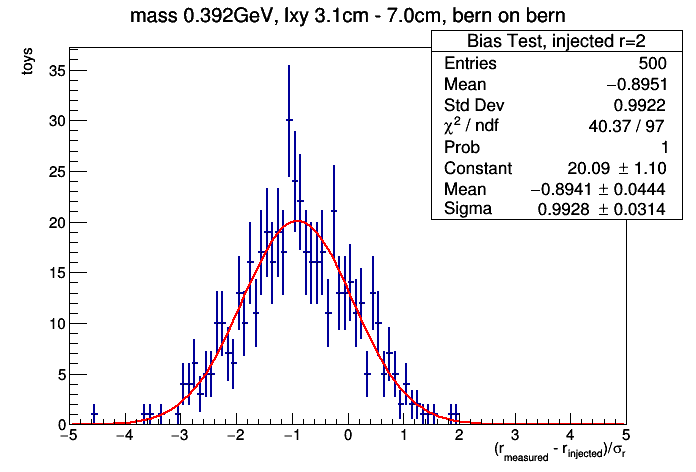 mass 0.392GeV, lxy 3.1cm - 7.0cm, bern on bern
Bias Test, injected r=2
Entries 500
Mean −0.8951
Std Dev 0.9922
χ² / ndf 40.37 / 97
Prob 1
Constant 20.09 ± 1.10
Mean −0.8941 ± 0.0444
Sigma 0.9928 ± 0.0314
toys
35
30
25
20
15
10
5
0
−5 −4 −3 −2 −1 0 1 2 3 4 5
(r_measured - r_injected)/σ_r